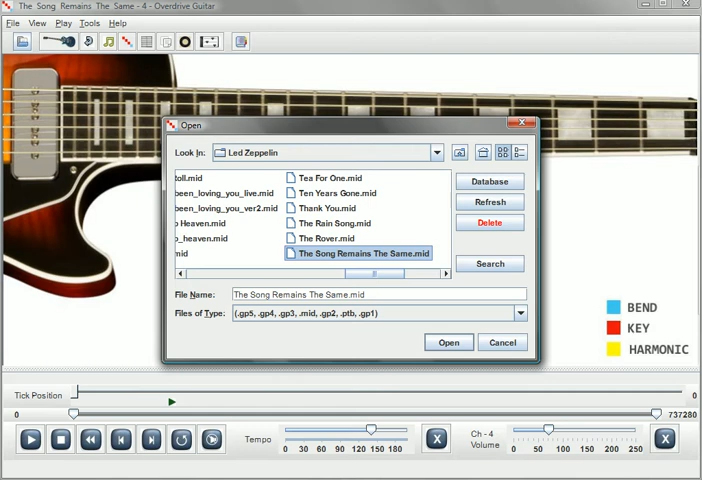 The Song Remains The Same - 4 - Overdrive Guitar
File View Play Tools Help
Open
Look In: Led Zeppelin
Roll.mid
been_loving_you_live.mid
been_loving_you_ver2.mid
o Heaven.mid
o_heaven.mid
mid
Tea For One.mid
Ten Years Gone.mid
Thank You.mid
The Rain Song.mid
The Rover.mid
The Song Remains The Same.mid
Database
Refresh
Delete
Search
File Name: The Song Remains The Same.mid
Files of Type: (.gp5, .gp4, .gp3, .mid, .gp2, .ptb, .gp1)
Open Cancel
BEND
KEY
HARMONIC
Tick Position 0
0 737280
Tempo
0 30 60 90 120 150 180
X
Ch - 4
Volume
0 50 100 150 200 250
X